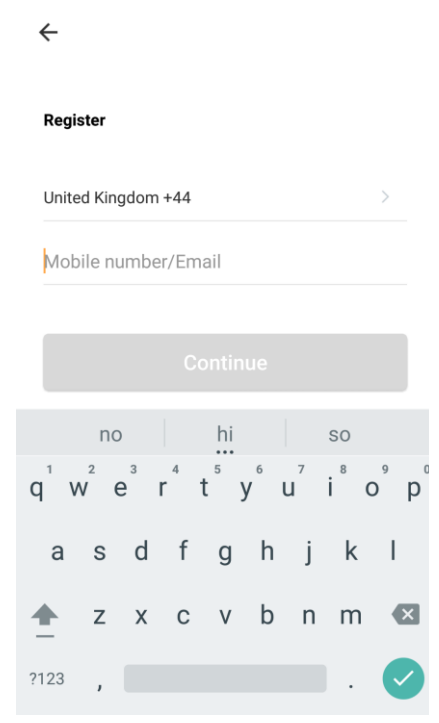 Register
United Kingdom +44
Mobile number/Email
Continue
no hi so
1 2 3 4 5 6 7 8 9 0
q w e r t y u i o p
a s d f g h j k l
z x c v b n m
?123 , .